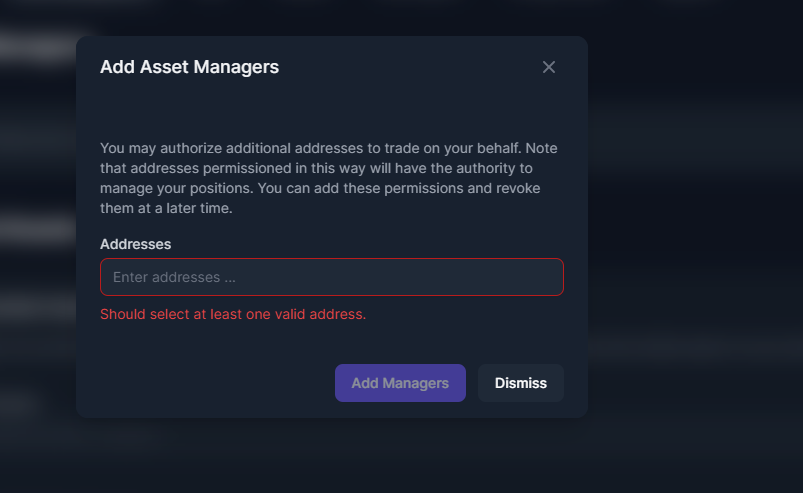 Add Asset Managers
You may authorize additional addresses to trade on your behalf. Note
that addresses permissioned in this way will have the authority to
manage your positions. You can add these permissions and revoke
them at a later time.
Addresses
Enter addresses ...
Should select at least one valid address.
Add Managers
Dismiss